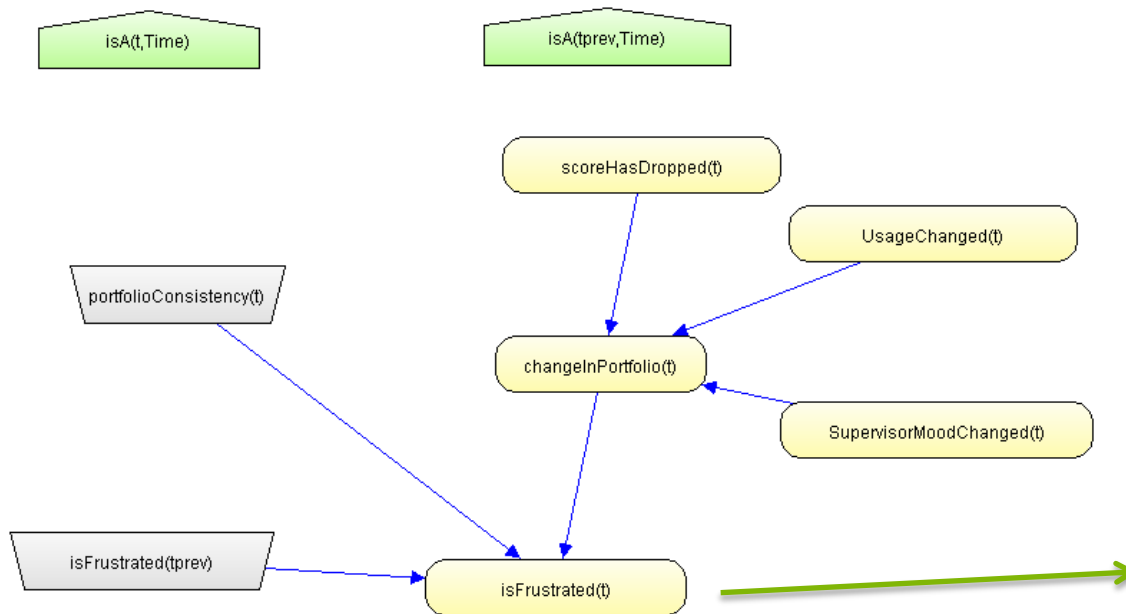 isA(t,Time)
isA(tprev,Time)
scoreHasDropped(t)
UsageChanged(t)
portfolioConsistency(t)
changeInPortfolio(t)
SupervisorMoodChanged(t)
isFrustrated(tprev)
isFrustrated(t)